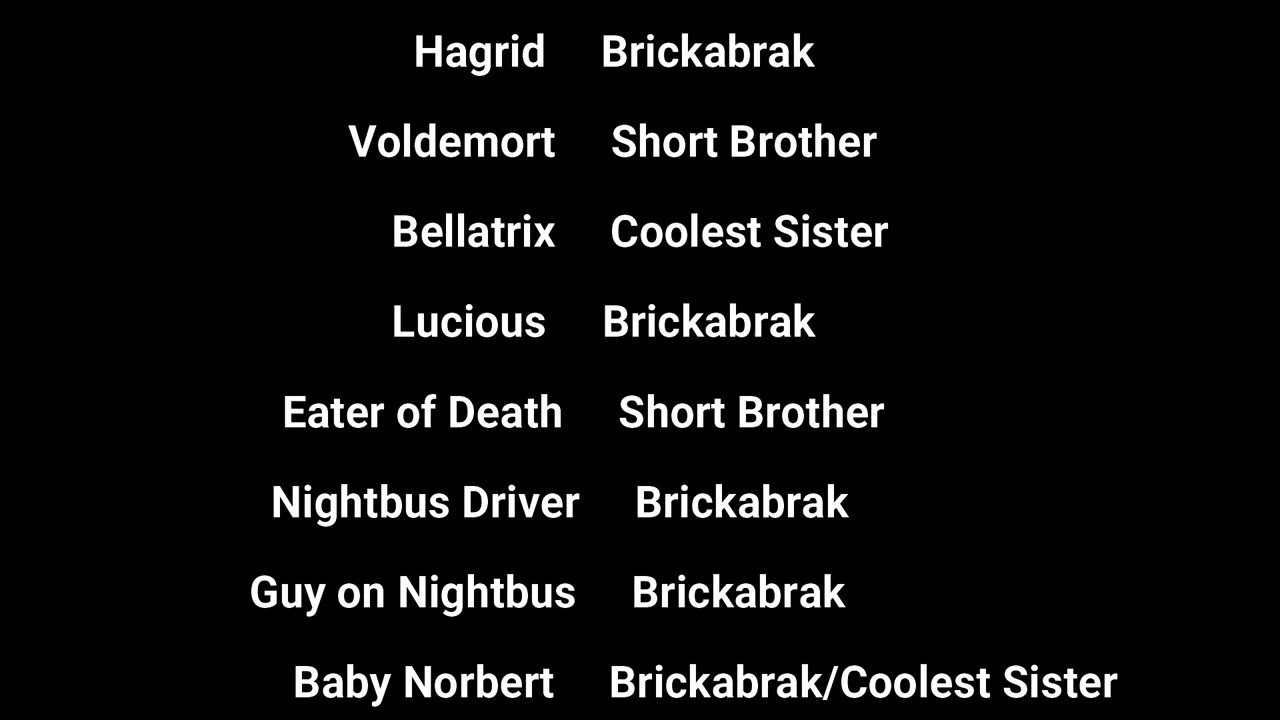 Hagrid Brickabrak
Voldemort Short Brother
Bellatrix Coolest Sister
Lucious Brickabrak
Eater of Death Short Brother
Nightbus Driver Brickabrak
Guy on Nightbus Brickabrak
Baby Norbert Brickabrak/Coolest Sister